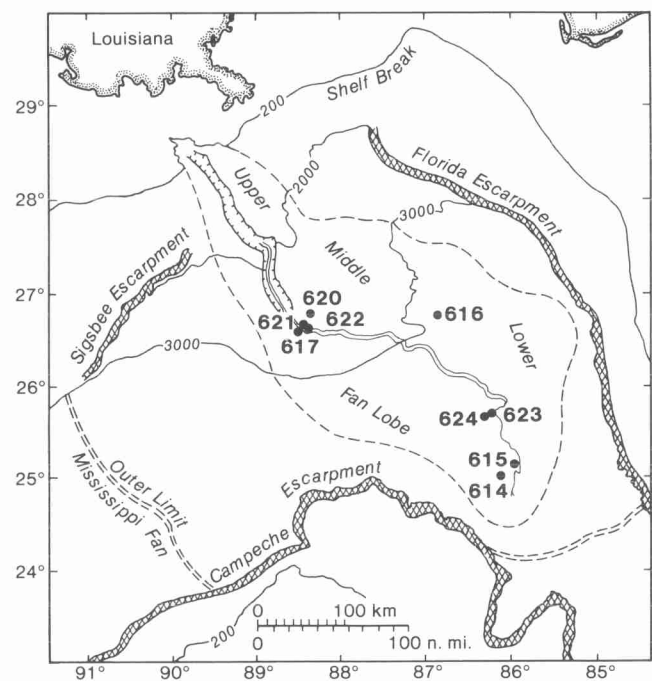 Louisiana
29°
28°
27°
26°
25°
24°
200
Shelf Break
2000
3000
Florida Escarpment
Upper
Middle
Lower
Sigsbee Escarpment
620
621
622
617
616
3000
Fan Lobe
624
623
615
614
Outer Limit
Mississippi Fan
Campeche
Escarpment
200
0 100 km
0 100 n. mi.
91° 90° 89° 88° 87° 86° 85°